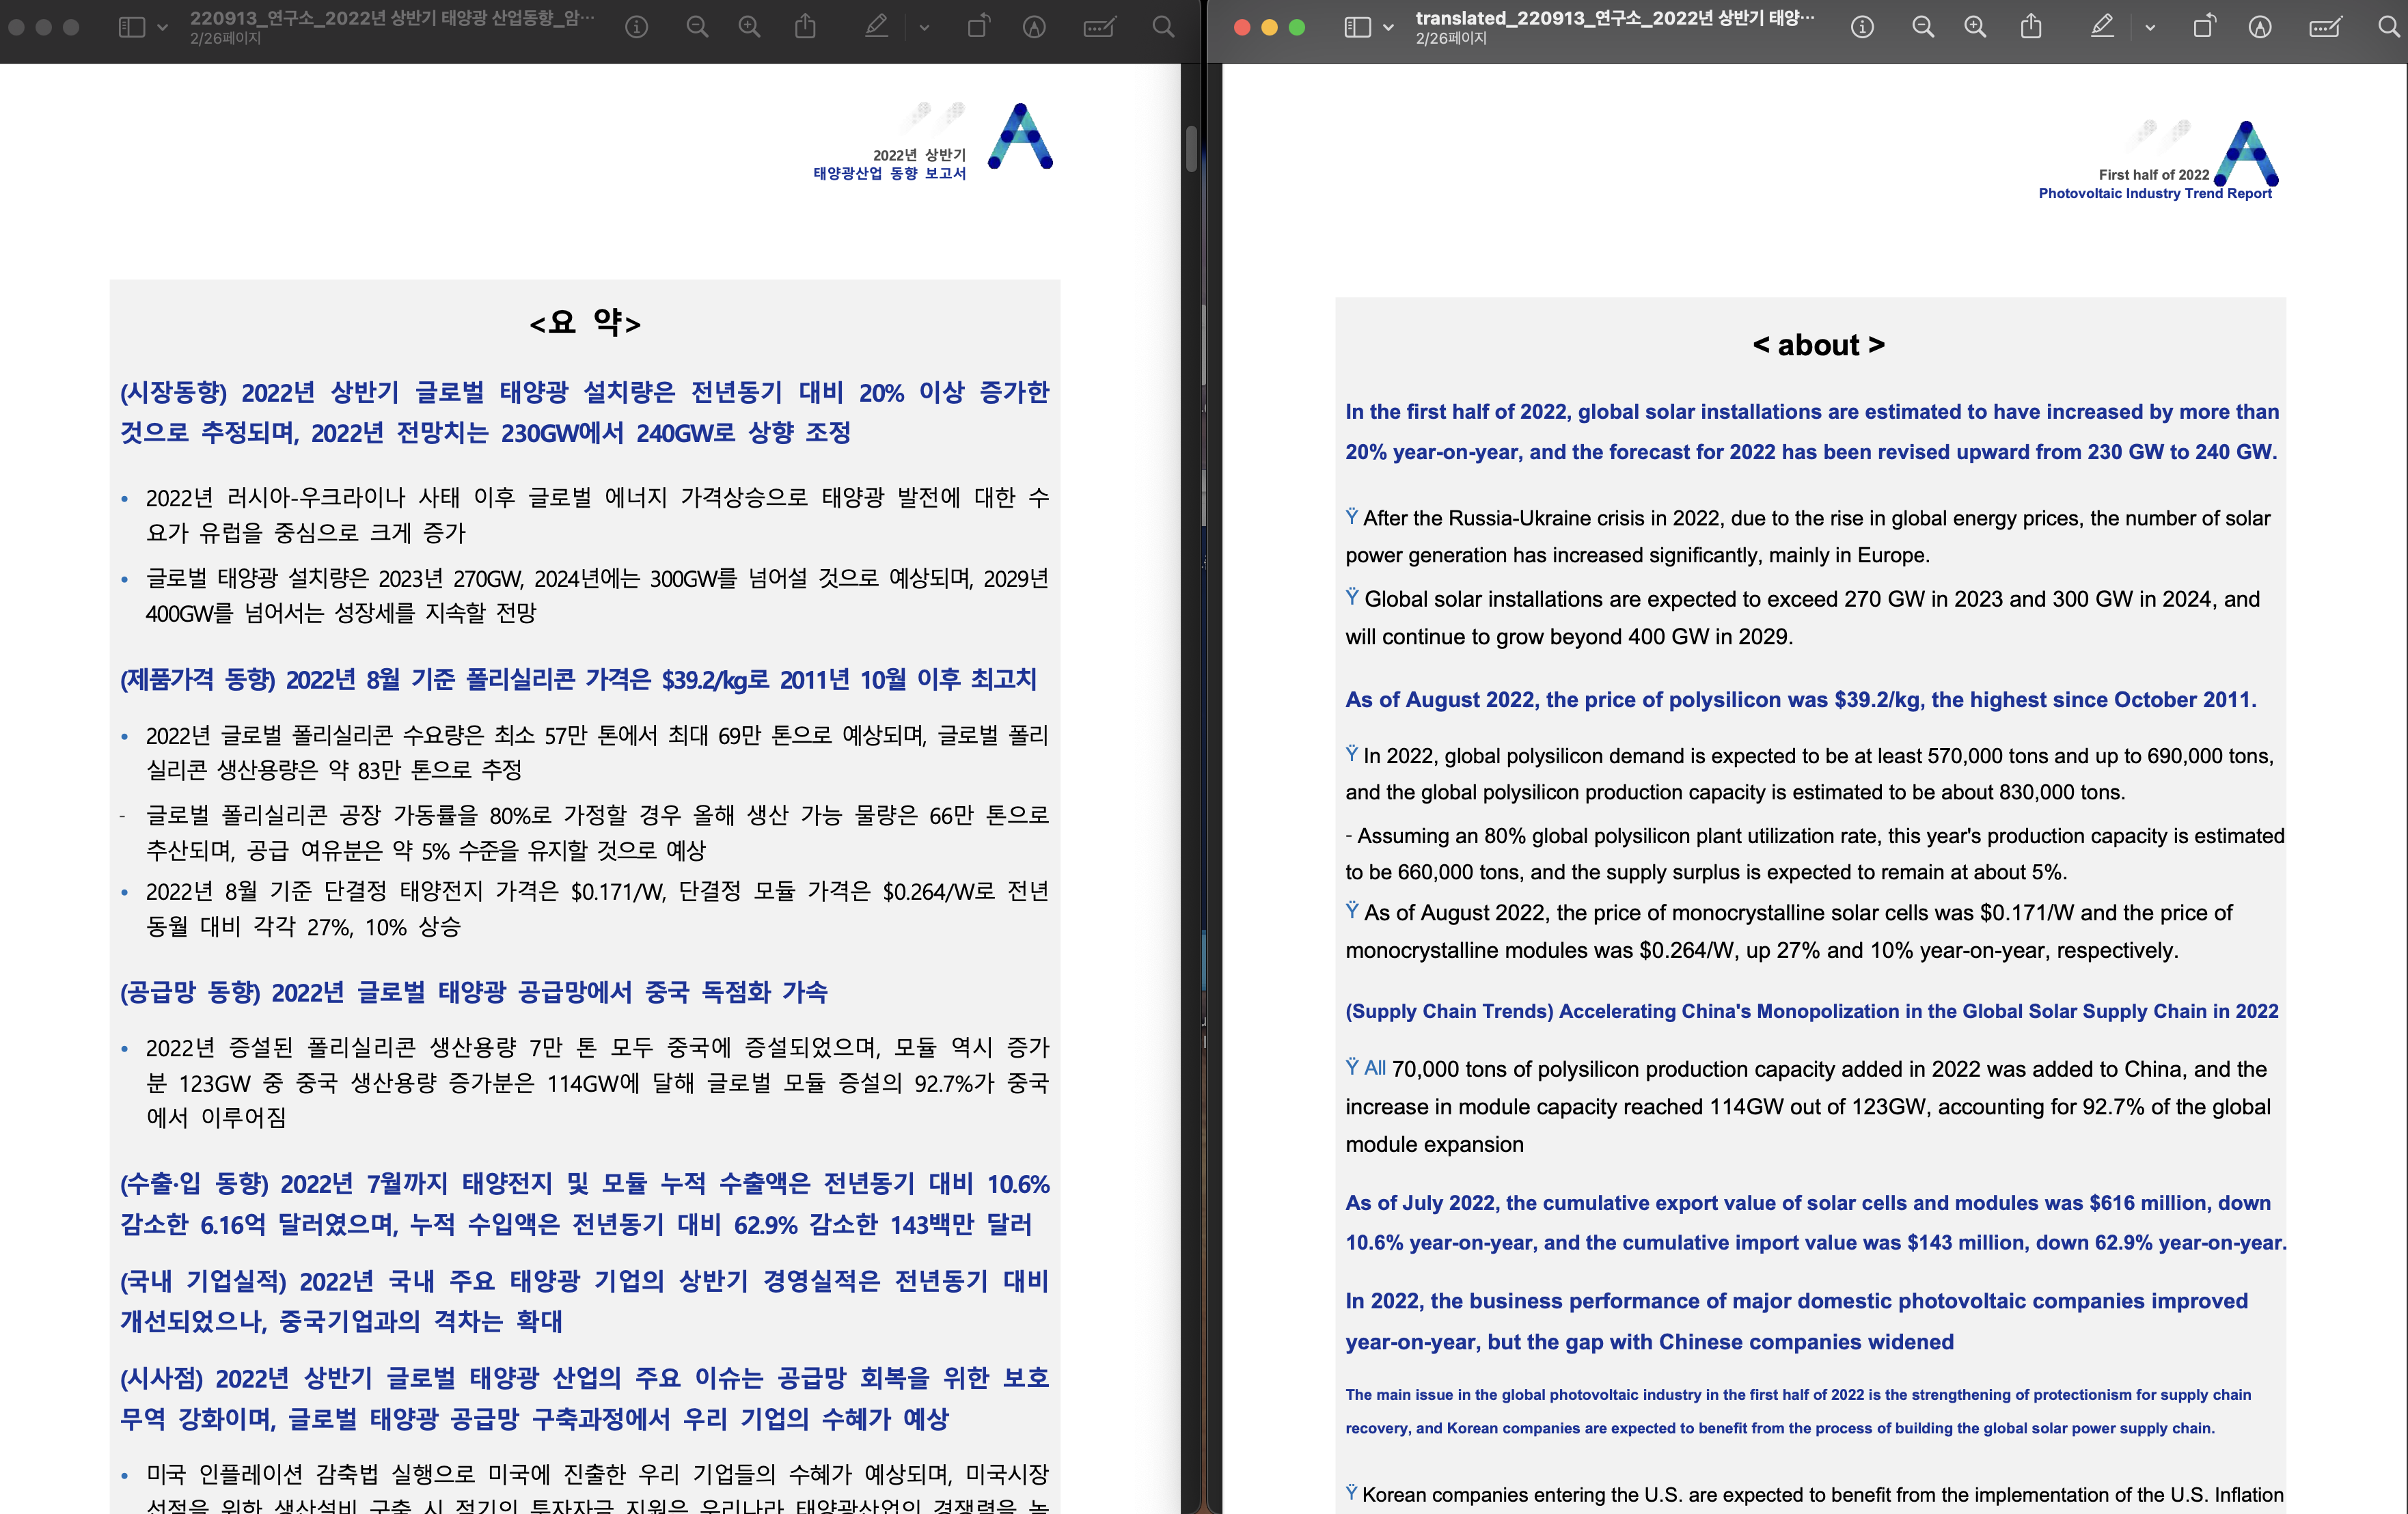 220913_연구소_2022년 상반기 태양광 산업동향_암…
2/26페이지
2022년 상반기
태양광산업 동향 보고서
<요 약>
(시장동향) 2022년 상반기 글로벌 태양광 설치량은 전년동기 대비 20% 이상 증가한
것으로 추정되며, 2022년 전망치는 230GW에서 240GW로 상향 조정
• 2022년 러시아-우크라이나 사태 이후 글로벌 에너지 가격상승으로 태양광 발전에 대한 수
요가 유럽을 중심으로 크게 증가
• 글로벌 태양광 설치량은 2023년 270GW, 2024년에는 300GW를 넘어설 것으로 예상되며, 2029년
400GW를 넘어서는 성장세를 지속할 전망
(제품가격 동향) 2022년 8월 기준 폴리실리콘 가격은 $39.2/kg로 2011년 10월 이후 최고치
• 2022년 글로벌 폴리실리콘 수요량은 최소 57만 톤에서 최대 69만 톤으로 예상되며, 글로벌 폴리
실리콘 생산용량은 약 83만 톤으로 추정
- 글로벌 폴리실리콘 공장 가동률을 80%로 가정할 경우 올해 생산 가능 물량은 66만 톤으로
추산되며, 공급 여유분은 약 5% 수준을 유지할 것으로 예상
• 2022년 8월 기준 단결정 태양전지 가격은 $0.171/W, 단결정 모듈 가격은 $0.264/W로 전년
동월 대비 각각 27%, 10% 상승
(공급망 동향) 2022년 글로벌 태양광 공급망에서 중국 독점화 가속
• 2022년 증설된 폴리실리콘 생산용량 7만 톤 모두 중국에 증설되었으며, 모듈 역시 증가
분 123GW 중 중국 생산용량 증가분은 114GW에 달해 글로벌 모듈 증설의 92.7%가 중국
에서 이루어짐
(수출·입 동향) 2022년 7월까지 태양전지 및 모듈 누적 수출액은 전년동기 대비 10.6%
감소한 6.16억 달러였으며, 누적 수입액은 전년동기 대비 62.9% 감소한 143백만 달러
(국내 기업실적) 2022년 국내 주요 태양광 기업의 상반기 경영실적은 전년동기 대비
개선되었으나, 중국기업과의 격차는 확대
(시사점) 2022년 상반기 글로벌 태양광 산업의 주요 이슈는 공급망 회복을 위한 보호
무역 강화이며, 글로벌 태양광 공급망 구축과정에서 우리 기업의 수혜가 예상
• 미국 인플레이션 감축법 실행으로 미국에 진출한 우리 기업들의 수혜가 예상되며, 미국시장
선점을 위한 생산설비 구축 시 적기의 투자자금 지원은 우리나라 태양광산업의 경쟁력을 높
translated_220913_연구소_2022년 상반기 태양…
2/26페이지
First half of 2022
Photovoltaic Industry Trend Report
< about >
In the first half of 2022, global solar installations are estimated to have increased by more than
20% year-on-year, and the forecast for 2022 has been revised upward from 230 GW to 240 GW.
Ÿ After the Russia-Ukraine crisis in 2022, due to the rise in global energy prices, the number of solar
power generation has increased significantly, mainly in Europe.
Ÿ Global solar installations are expected to exceed 270 GW in 2023 and 300 GW in 2024, and
will continue to grow beyond 400 GW in 2029.
As of August 2022, the price of polysilicon was $39.2/kg, the highest since October 2011.
Ÿ In 2022, global polysilicon demand is expected to be at least 570,000 tons and up to 690,000 tons,
and the global polysilicon production capacity is estimated to be about 830,000 tons.
- Assuming an 80% global polysilicon plant utilization rate, this year's production capacity is estimated
to be 660,000 tons, and the supply surplus is expected to remain at about 5%.
Ÿ As of August 2022, the price of monocrystalline solar cells was $0.171/W and the price of
monocrystalline modules was $0.264/W, up 27% and 10% year-on-year, respectively.
(Supply Chain Trends) Accelerating China's Monopolization in the Global Solar Supply Chain in 2022
Ÿ All 70,000 tons of polysilicon production capacity added in 2022 was added to China, and the
increase in module capacity reached 114GW out of 123GW, accounting for 92.7% of the global
module expansion
As of July 2022, the cumulative export value of solar cells and modules was $616 million, down
10.6% year-on-year, and the cumulative import value was $143 million, down 62.9% year-on-year.
In 2022, the business performance of major domestic photovoltaic companies improved
year-on-year, but the gap with Chinese companies widened
The main issue in the global photovoltaic industry in the first half of 2022 is the strengthening of protectionism for supply chain
recovery, and Korean companies are expected to benefit from the process of building the global solar power supply chain.
Ÿ Korean companies entering the U.S. are expected to benefit from the implementation of the U.S. Inflation